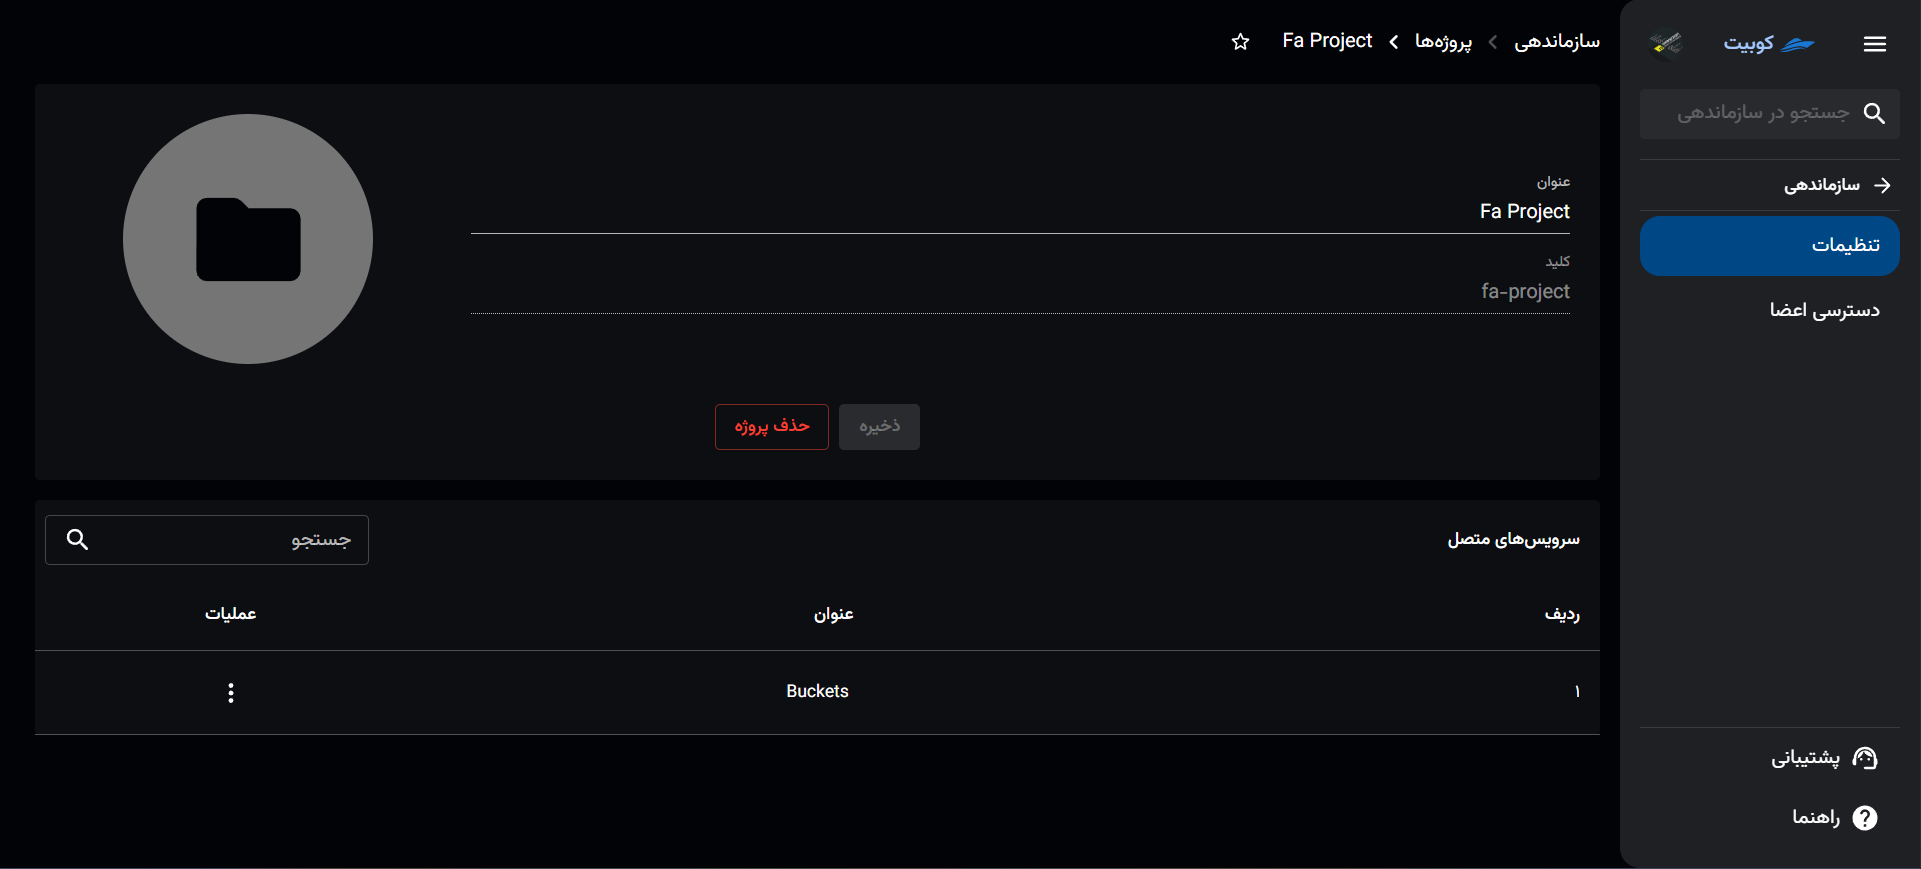 کوبیت
جستجو در سازماندهی
سازماندهی
تنظیمات
دسترسی اعضا
پشتیبانی
راهنما
سازماندهی
پروژه‌ها
Fa Project
عنوان
Fa Project
کلید
fa-project
ذخیره
حذف پروژه
سرویس‌های متصل
جستجو
ردیف عنوان عملیات
۱ Buckets